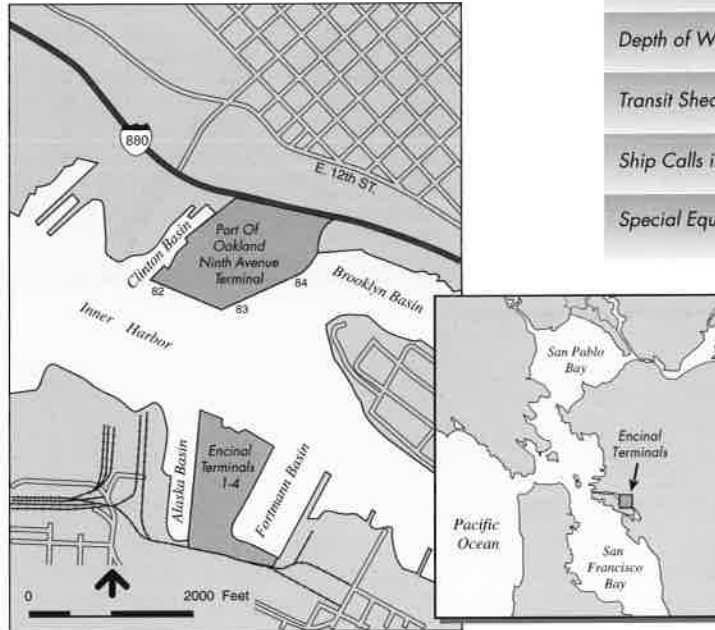 880
E. 12th ST.
Clinton Basin
Port Of
Oakland
Ninth Avenue
Terminal
82
83
84
Brooklyn Basin
Inner Harbor
Alaska Basin
Encinal
Terminals
1-4
Fortmann Basin
0
2000 Feet
Depth of W
Transit Shed
Ship Calls i
Special Equ
San Pablo
Bay
Encinal
Terminals
Pacific
Ocean
San
Francisco
Bay